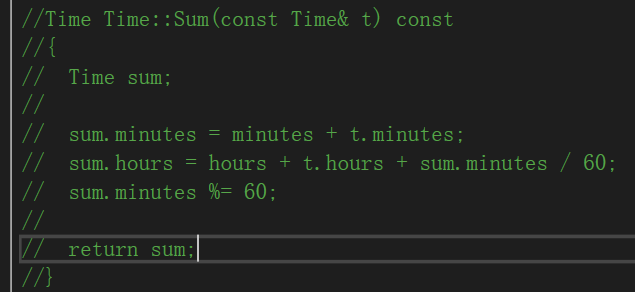 //Time Time::Sum(const Time& t) const
//{
//  Time sum;
//
//  sum.minutes = minutes + t.minutes;
//  sum.hours = hours + t.hours + sum.minutes / 60;
//  sum.minutes %= 60;
//
//  return sum;
//}